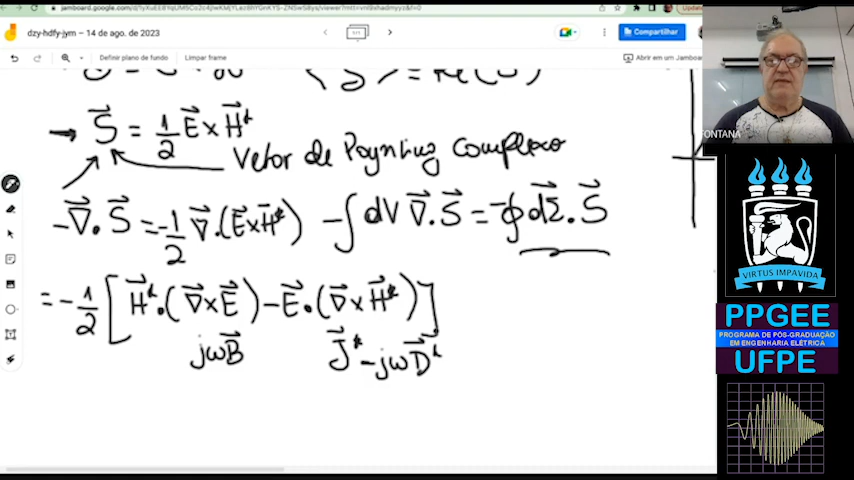 jamboard.google.com/d/
dzy-hdfy-jym – 14 de ago. de 2023
1/1
Compartilhar
Definir plano de fundo
Limpar frame
Abrir em um Jamboard
→ S⃗ = 1/2 E⃗ x H⃗*
Vetor de Poynting Complexo
-∇⃗ . S⃗ = -1/2 ∇⃗ . (E⃗ x H⃗*) - ∫ dV ∇⃗ . S⃗ = -∮ dΣ⃗ . S⃗
= -1/2 [H⃗* . (∇⃗ x E⃗) - E⃗ . (∇⃗ x H⃗*)]
jωB⃗ J⃗* - jωD⃗*
FONTANA
VIRTUS IMPAVIDA
PPGEE
PROGRAMA DE PÓS-GRADUAÇÃO
EM ENGENHARIA ELÉTRICA
UFPE